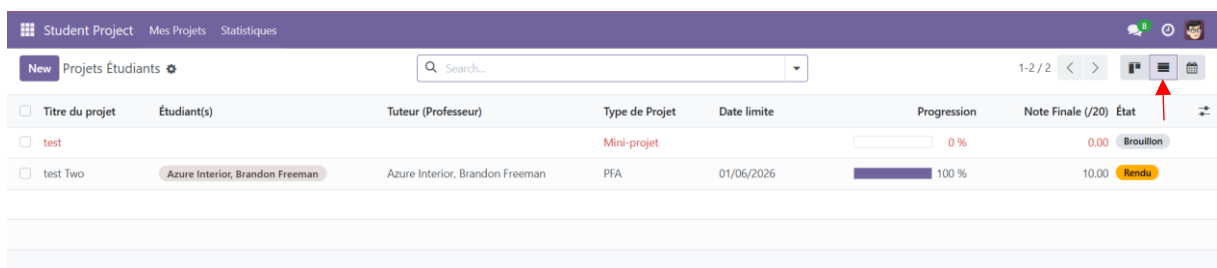 Student Project Mes Projets Statistiques 8
New Projets Étudiants Search... 1-2 / 2
Titre du projet Étudiant(s) Tuteur (Professeur) Type de Projet Date limite Progression Note Finale (/20) État
test Mini-projet 0 % 0.00 Brouillon
test Two Azure Interior, Brandon Freeman Azure Interior, Brandon Freeman PFA 01/06/2026 100 % 10.00 Rendu